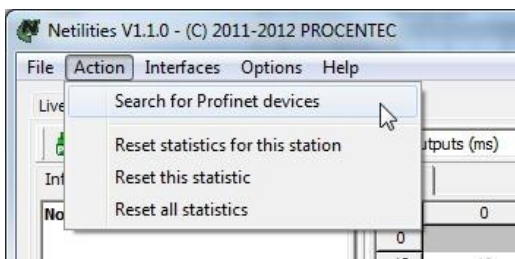 Netilities V1.1.0 - (C) 2011-2012 PROCENTEC
File Action Interfaces Options Help
Live
Search for Profinet devices
Reset statistics for this station
utputs (ms)
Inf
Reset this statistic
No
Reset all statistics
0
0